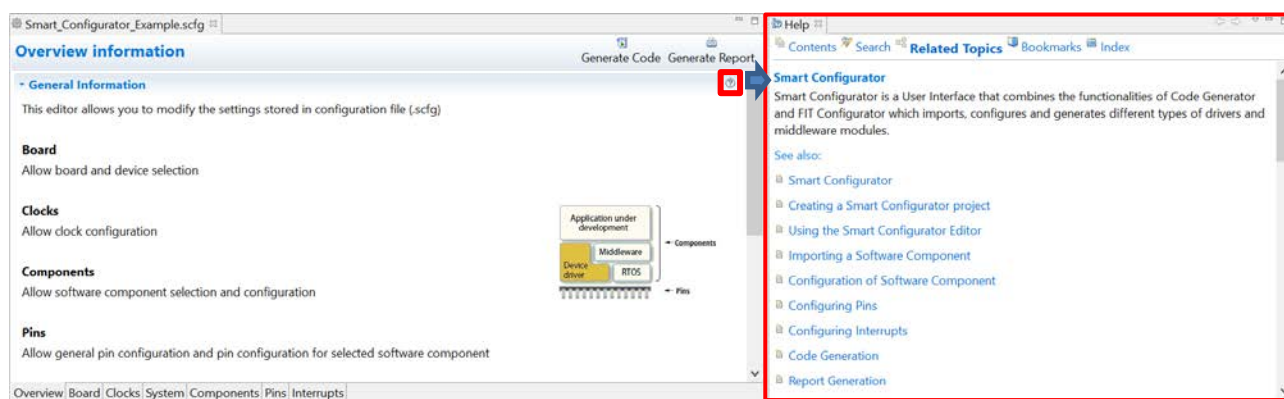 Smart_Configurator_Example.scfg
Overview information
Generate Code Generate Report
General Information
This editor allows you to modify the settings stored in configuration file (.scfg)
Board
Allow board and device selection
Clocks
Allow clock configuration
Components
Allow software component selection and configuration
Pins
Allow general pin configuration and pin configuration for selected software component
Application under
development
Middleware
Device
driver
RTOS
Components
Pins
Overview Board Clocks System Components Pins Interrupts
Help
Contents Search Related Topics Bookmarks Index
Smart Configurator
Smart Configurator is a User Interface that combines the functionalities of Code Generator
and FIT Configurator which imports, configures and generates different types of drivers and
middleware modules.
See also:
Smart Configurator
Creating a Smart Configurator project
Using the Smart Configurator Editor
Importing a Software Component
Configuration of Software Component
Configuring Pins
Configuring Interrupts
Code Generation
Report Generation